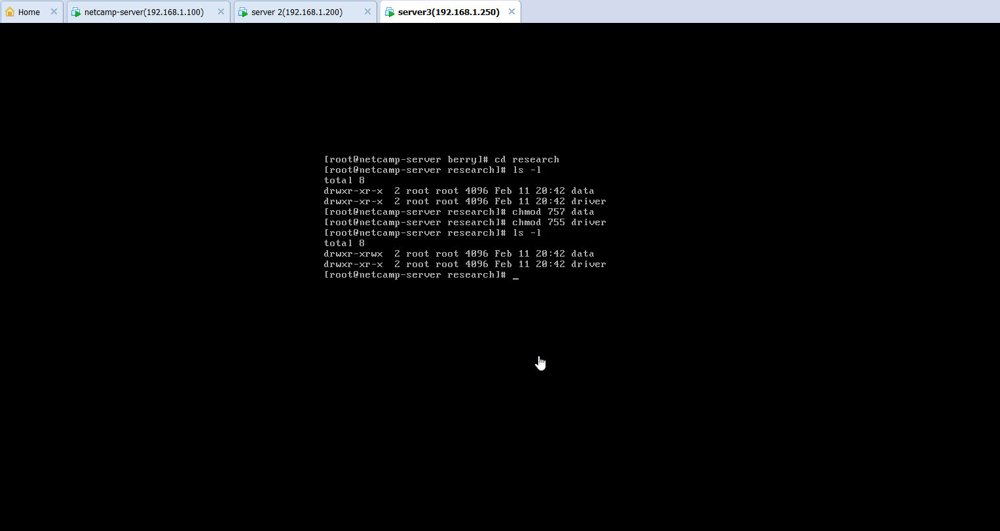 Home
netcamp-server(192.168.1.100)
server 2(192.168.1.200)
server3(192.168.1.250)
[root@netcamp-server berry]# cd research
[root@netcamp-server research]# ls -l
total 8
drwxr-xr-x  2 root root 4096 Feb 11 20:42 data
drwxr-xr-x  2 root root 4096 Feb 11 20:42 driver
[root@netcamp-server research]# chmod 757 data
[root@netcamp-server research]# chmod 755 driver
[root@netcamp-server research]# ls -l
total 8
drwxr-xrwx  2 root root 4096 Feb 11 20:42 data
drwxr-xr-x  2 root root 4096 Feb 11 20:42 driver
[root@netcamp-server research]# _